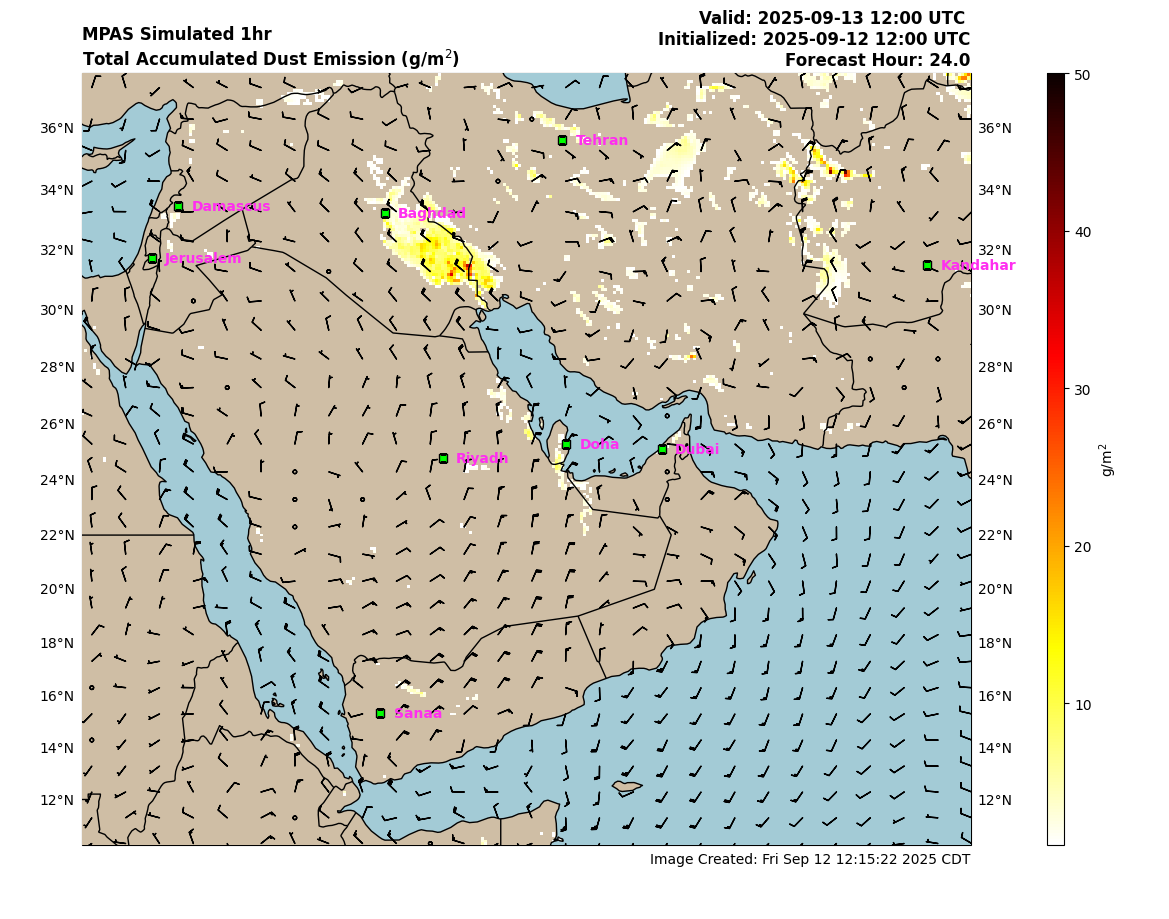 MPAS Simulated 1hr
Total Accumulated Dust Emission (g/m²)
Valid: 2025-09-13 12:00 UTC
Initialized: 2025-09-12 12:00 UTC
Forecast Hour: 24.0
36°N 36°N
34°N 34°N
32°N 32°N
30°N 30°N
28°N 28°N
26°N 26°N
24°N 24°N
22°N 22°N
20°N 20°N
18°N 18°N
16°N 16°N
14°N 14°N
12°N 12°N
Tehran
Damascus
Baghdad
Jerusalem
Kandahar
Doha
Dubai
Riyadh
Sanaa
50
40
30
20
10
g/m²
Image Created: Fri Sep 12 12:15:22 2025 CDT